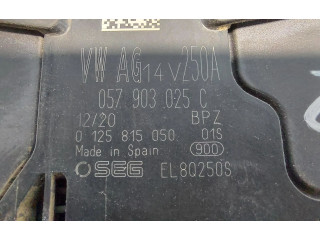 VW AG 14V 250A
057 903 025 C
12/20 BPZ
0 125 815 050 01S
Made in Spain 900
SEG EL8Q250S